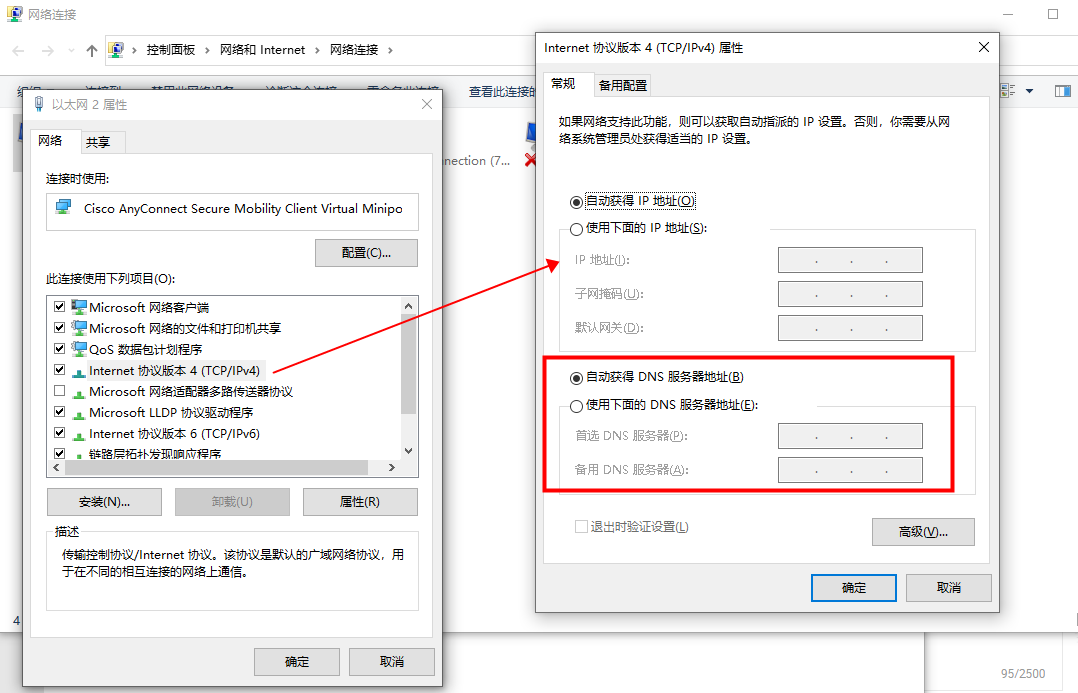 网络连接
控制面板 › 网络和 Internet › 网络连接 ›
查看此连接的
nection (7...
以太网 2 属性
网络
共享
连接时使用:
Cisco AnyConnect Secure Mobility Client Virtual Minipo
配置(C)...
此连接使用下列项目(O):
Microsoft 网络客户端
Microsoft 网络的文件和打印机共享
QoS 数据包计划程序
Internet 协议版本 4 (TCP/IPv4)
Microsoft 网络适配器多路传送器协议
Microsoft LLDP 协议驱动程序
Internet 协议版本 6 (TCP/IPv6)
链路层拓扑发现响应程序
安装(N)...
卸载(U)
属性(R)
描述
传输控制协议/Internet 协议。该协议是默认的广域网络协议，用
于在不同的相互连接的网络上通信。
确定
取消
4
Internet 协议版本 4 (TCP/IPv4) 属性
常规
备用配置
如果网络支持此功能，则可以获取自动指派的 IP 设置。否则，你需要从网
络系统管理员处获得适当的 IP 设置。
自动获得 IP 地址(O)
使用下面的 IP 地址(S):
IP 地址(I):
子网掩码(U):
默认网关(D):
自动获得 DNS 服务器地址(B)
使用下面的 DNS 服务器地址(E):
首选 DNS 服务器(P):
备用 DNS 服务器(A):
退出时验证设置(L)
高级(V)...
确定
取消
95/2500